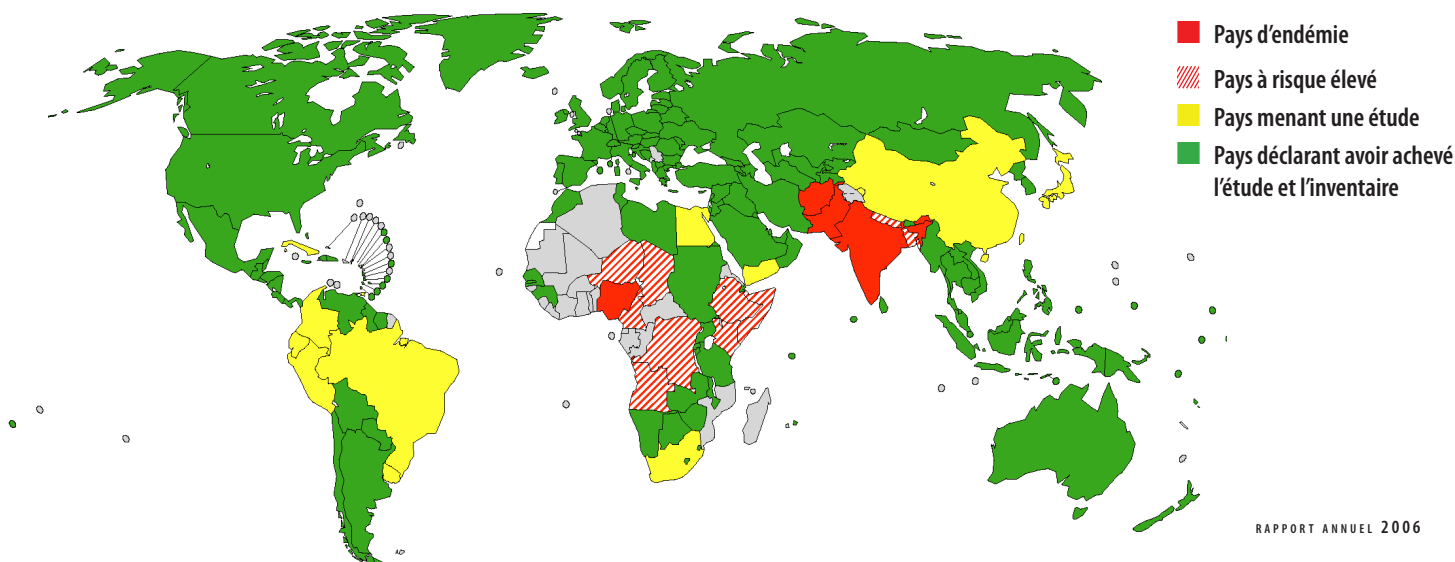 Pays d'endémie
Pays à risque élevé
Pays menant une étude
Pays déclarant avoir achevé
l'étude et l'inventaire
RAPPORT ANNUEL 2006